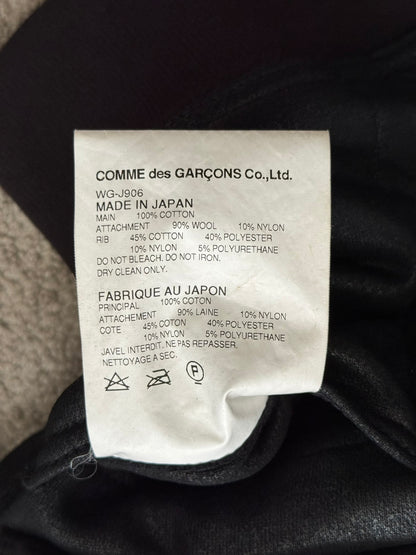 COMME des GARÇONS Co.,Ltd.
WG-J906
MADE IN JAPAN
MAIN 100% COTTON
ATTACHMENT 90% WOOL 10% NYLON
RIB 45% COTTON 40% POLYESTER
10% NYLON 5% POLYURETHANE
DO NOT BLEACH. DO NOT IRON.
DRY CLEAN ONLY.
FABRIQUE AU JAPON
PRINCIPAL 100% COTON
ATTACEMENT 90% LAINE 10% NYLON
COTE 45% COTON 40% POLYESTER
10% NYLON 5% POLYURETHANE
JAVEL INTERDIT. NE PAS REPASSER.
NETTOYAGE A SEC.
P